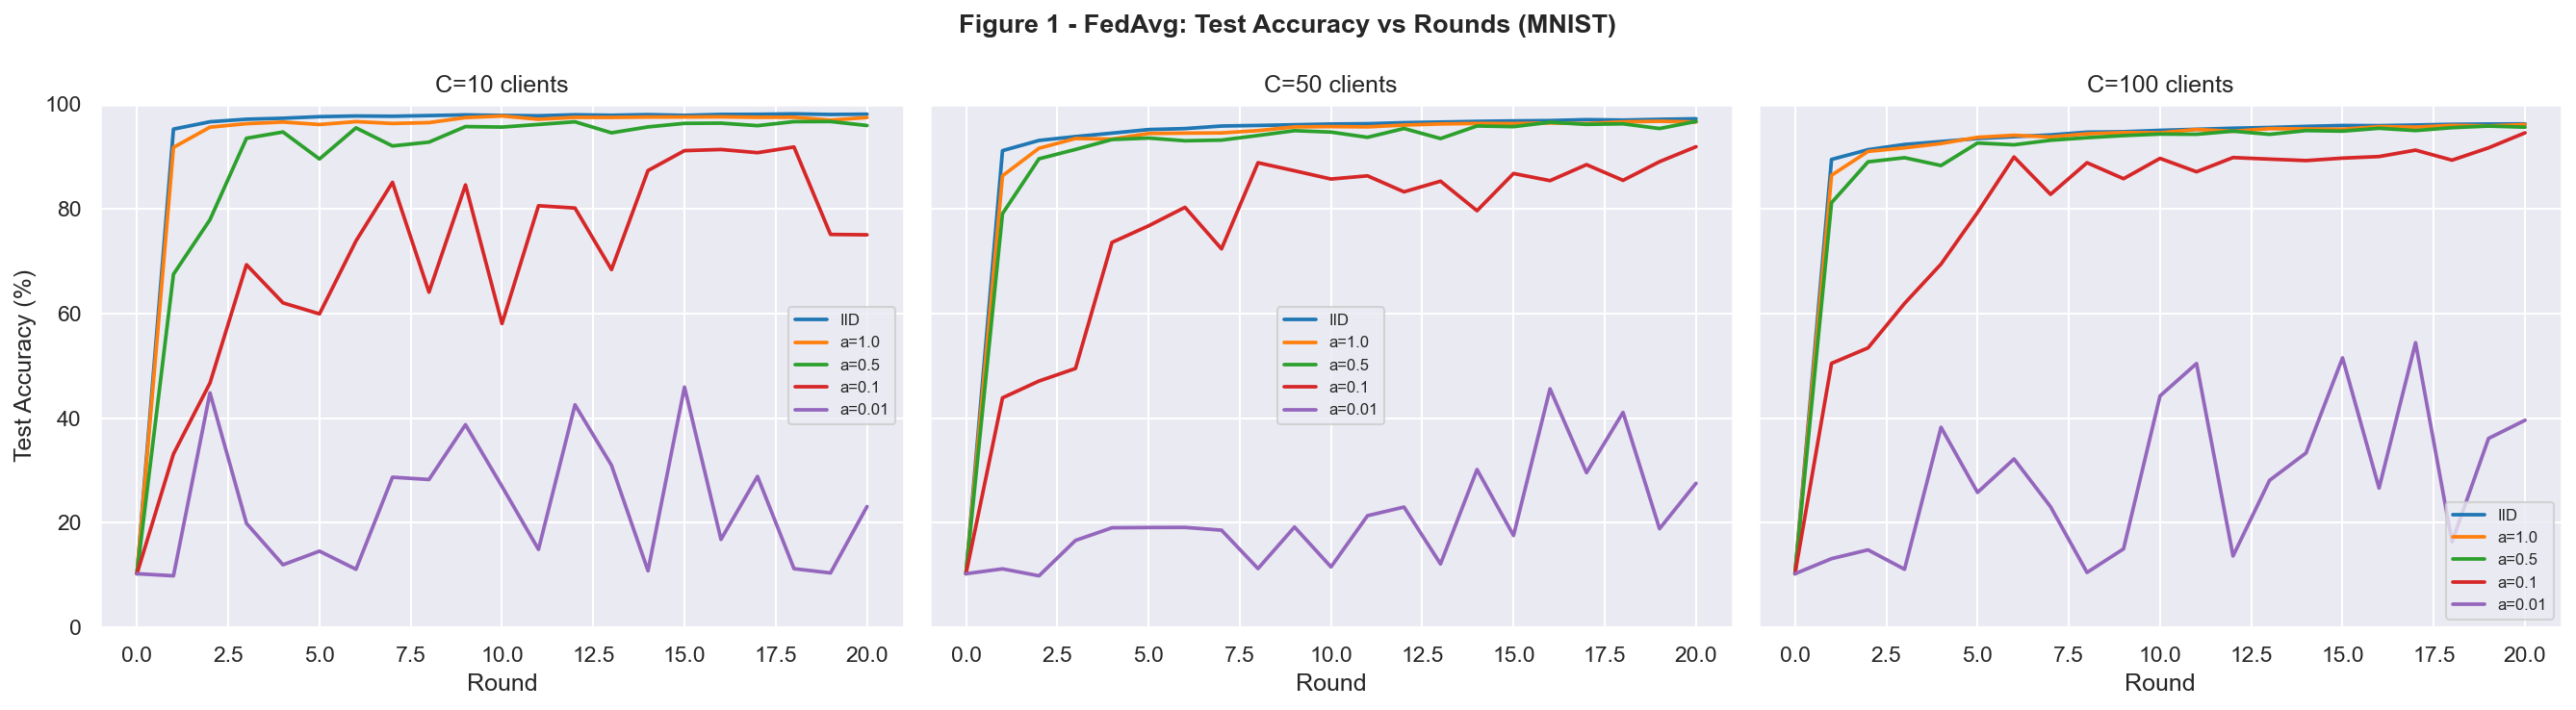 Figure 1 - FedAvg: Test Accuracy vs Rounds (MNIST)
C=10 clients
C=50 clients
C=100 clients
Test Accuracy (%)
100
80
60
40
20
0
IID
a=1.0
a=0.5
a=0.1
a=0.01
IID
a=1.0
a=0.5
a=0.1
a=0.01
IID
a=1.0
a=0.5
a=0.1
a=0.01
0.0 2.5 5.0 7.5 10.0 12.5 15.0 17.5 20.0
0.0 2.5 5.0 7.5 10.0 12.5 15.0 17.5 20.0
0.0 2.5 5.0 7.5 10.0 12.5 15.0 17.5 20.0
Round
Round
Round